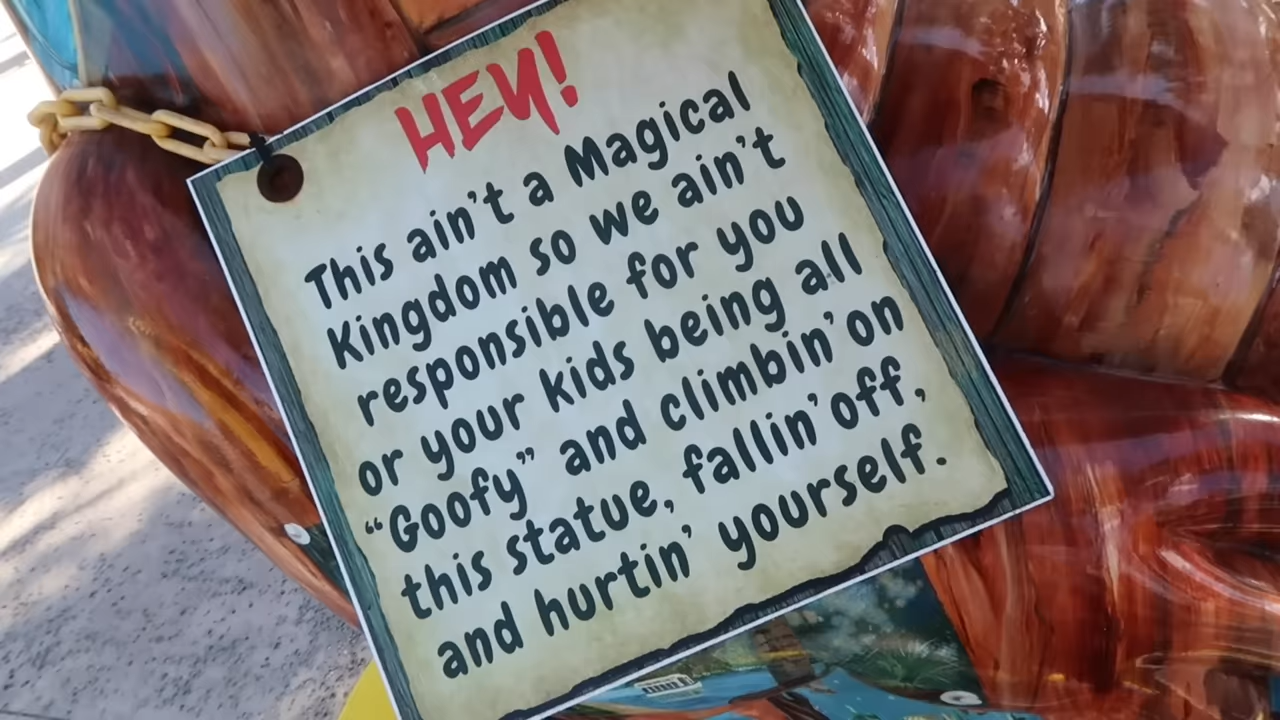 HEY!
This ain't a Magical
Kingdom so we ain't
responsible for you
or your kids being all
“Goofy” and climbin' on
this statue, fallin' off,
and hurtin' yourself.